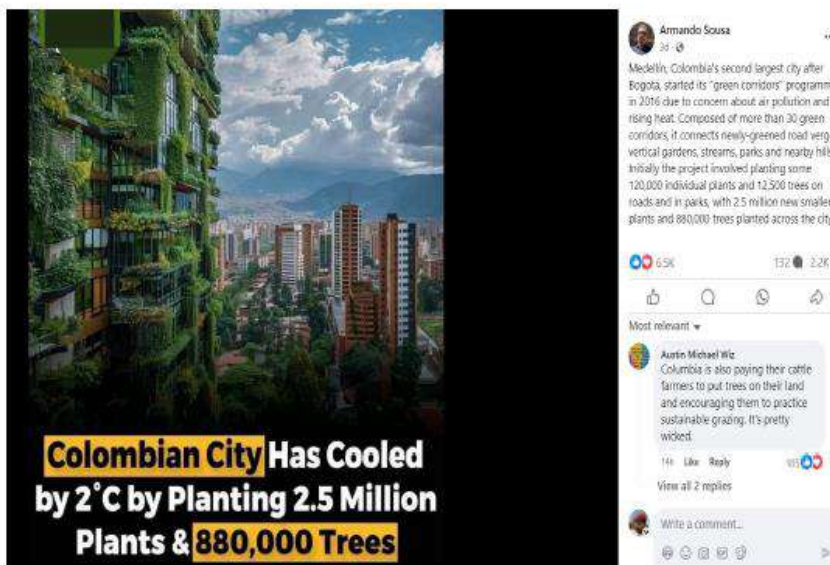 Colombian City Has Cooled
by 2°C by Planting 2.5 Million
Plants & 880,000 Trees
Armando Sousa
3d
Medellín, Colombia's second largest city after
Bogota, started its "green corridors" programm
in 2016 due to concern about air pollution and
rising heat. Composed of more than 30 green
corridors, it connects newly-greened road verg
vertical gardens, streams, parks and nearby hills
Initially the project involved planting some
120,000 individual plants and 12,500 trees on
roads and in parks, with 2.5 million new smaller
plants and 880,000 trees planted across the city
6.5K 132 2.2K
Most relevant
Austin Michael Wiz
Columbia is also paying their cattle
farmers to put trees on their land
and encouraging them to practice
sustainable grazing. It's pretty
wicked.
14h Like Reply
View all 2 replies
Write a comment...